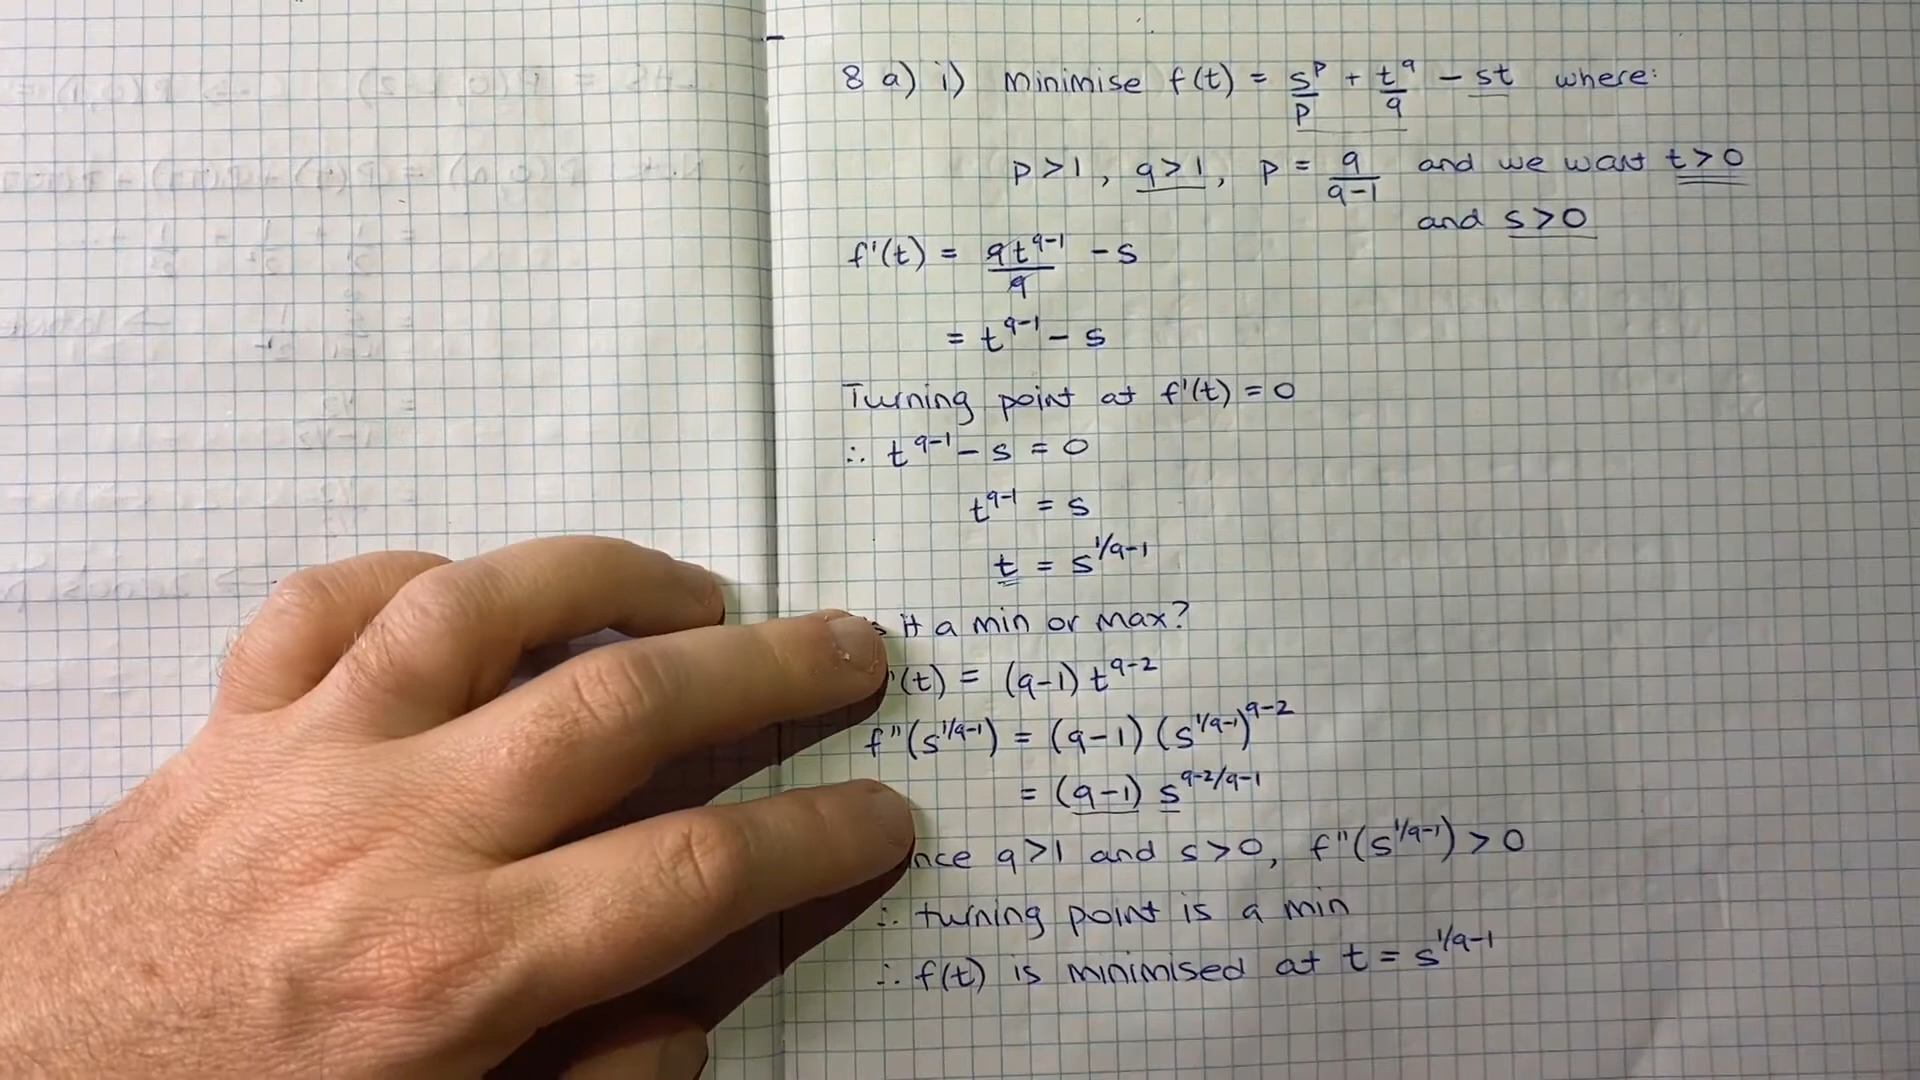 8 a) i) Minimise f(t) = s^p/p + t^q/q - st where:
p>1, q>1, p = q/q-1 and we want t>0
and s>0
f'(t) = qt^q-1/q - s
= t^q-1 - s
Turning point at f'(t) = 0
∴ t^q-1 - s = 0
t^q-1 = s
t = s^1/q-1
it a min or max?
(t) = (q-1) t^q-2
f"(s^1/q-1) = (q-1) (s^1/q-1)^q-2
= (q-1) s^q-2/q-1
q>1 and s>0, f"(s^1/q-1) > 0
∴ turning point is a min
∴ f(t) is minimised at t = s^1/q-1